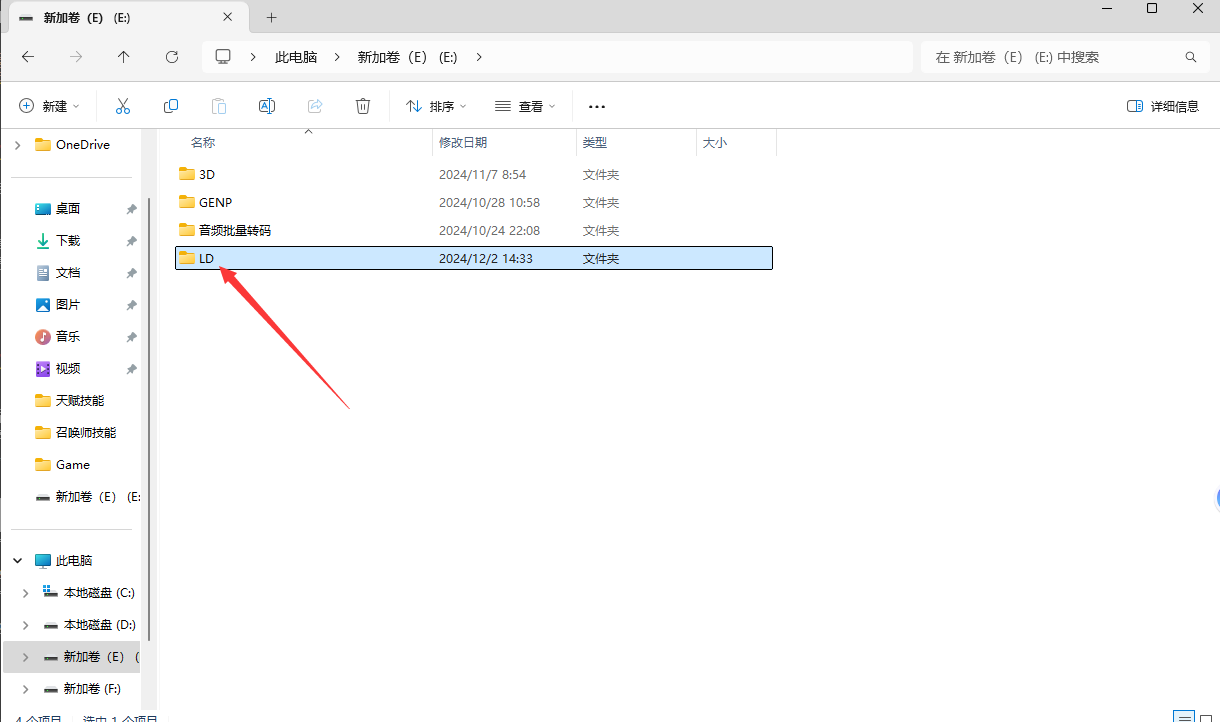 新加卷（E） (E:)
此电脑 新加卷（E） (E:)
在 新加卷（E） (E:) 中搜索
新建 排序 查看 详细信息
OneDrive
桌面
下载
文档
图片
音乐
视频
天赋技能
召唤师技能
Game
新加卷（E） (E:
此电脑
本地磁盘 (C:)
本地磁盘 (D:)
新加卷（E） (
新加卷 (F:)
名称 修改日期 类型 大小
3D 2024/11/7 8:54 文件夹
GENP 2024/10/28 10:58 文件夹
音频批量转码 2024/10/24 22:08 文件夹
LD 2024/12/2 14:33 文件夹
4 个项目 选中 1 个项目